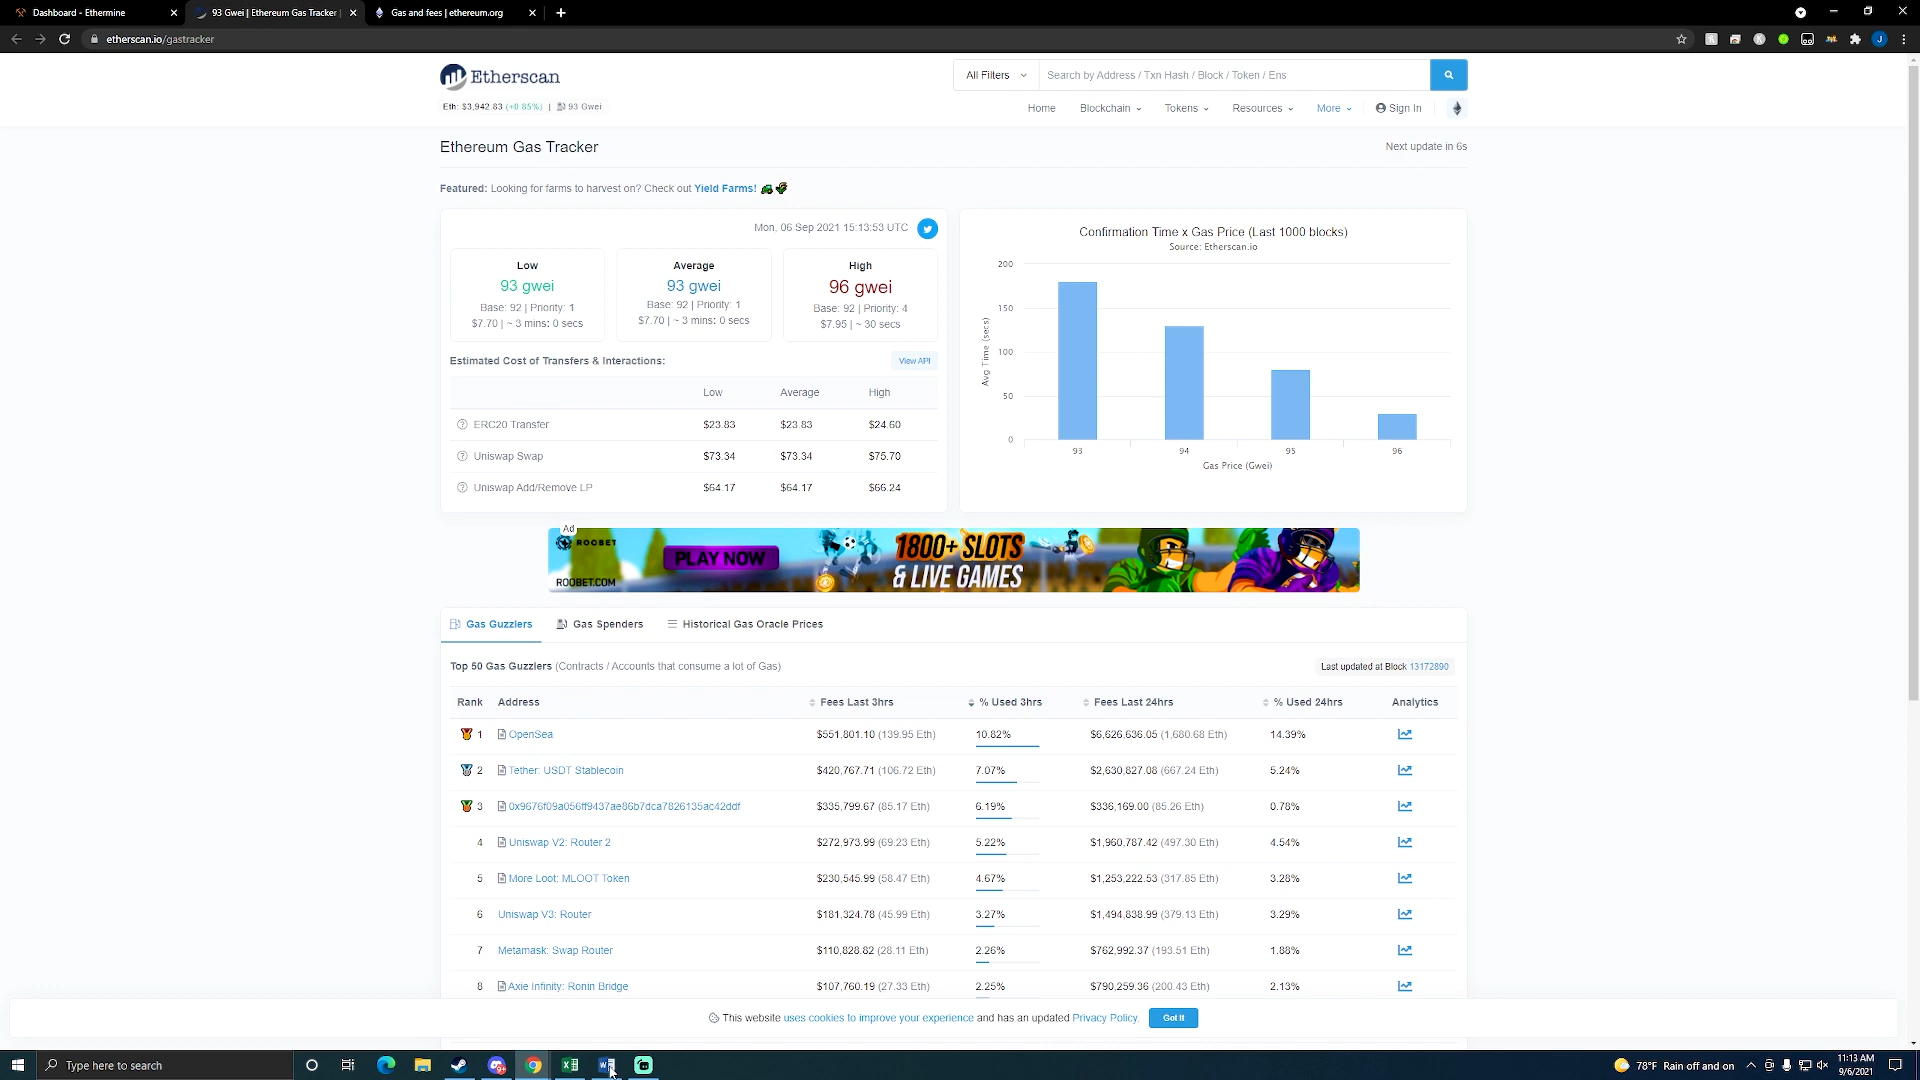 Dashboard - Ethermine
93 Gwei | Ethereum Gas Tracker
Gas and fees | ethereum.org
etherscan.io/gastracker
Etherscan
All Filters
Search by Address / Txn Hash / Block / Token / Ens
Eth: $3,942.83 (+0.85%) | 93 Gwei
Home
Blockchain
Tokens
Resources
More
Sign In
Ethereum Gas Tracker
Next update in 6s
Featured: Looking for farms to harvest on? Check out Yield Farms!
Mon, 06 Sep 2021 15:13:53 UTC
Low
93 gwei
Base: 92 | Priority: 1
$7.70 | ~ 3 mins: 0 secs
Average
93 gwei
Base: 92 | Priority: 1
$7.70 | ~ 3 mins: 0 secs
High
96 gwei
Base: 92 | Priority: 4
$7.95 | ~ 30 secs
Estimated Cost of Transfers & Interactions:
View API
Low Average High
ERC20 Transfer $23.83 $23.83 $24.60
Uniswap Swap $73.34 $73.34 $75.70
Uniswap Add/Remove LP $64.17 $64.17 $66.24
Confirmation Time x Gas Price (Last 1000 blocks)
Source: Etherscan.io
Avg Time (secs)
200
150
100
50
0
93 94 95 96
Gas Price (Gwei)
Ad
ROOBET
ROOBET.COM
PLAY NOW
1800+ SLOTS
& LIVE GAMES
Gas Guzzlers
Gas Spenders
Historical Gas Oracle Prices
Top 50 Gas Guzzlers (Contracts / Accounts that consume a lot of Gas)
Last updated at Block 13172890
Rank Address Fees Last 3hrs % Used 3hrs Fees Last 24hrs % Used 24hrs Analytics
1 OpenSea $551,801.10 (139.95 Eth) 10.82% $6,626,636.05 (1,680.68 Eth) 14.39%
2 Tether: USDT Stablecoin $420,767.71 (106.72 Eth) 7.07% $2,630,827.08 (667.24 Eth) 5.24%
3 0x9676f09a056ff9437ae86b7dca7826135ac42ddf $335,799.67 (85.17 Eth) 6.19% $336,169.00 (85.26 Eth) 0.78%
4 Uniswap V2: Router 2 $272,973.99 (69.23 Eth) 5.22% $1,960,787.42 (497.30 Eth) 4.54%
5 More Loot: MLOOT Token $230,545.99 (58.47 Eth) 4.67% $1,253,222.53 (317.85 Eth) 3.28%
6 Uniswap V3: Router $181,324.78 (45.99 Eth) 3.27% $1,494,838.99 (379.13 Eth) 3.29%
7 Metamask: Swap Router $110,828.82 (28.11 Eth) 2.26% $762,992.37 (193.51 Eth) 1.88%
8 Axie Infinity: Ronin Bridge $107,760.19 (27.33 Eth) 2.25% $790,259.36 (200.43 Eth) 2.13%
This website uses cookies to improve your experience and has an updated Privacy Policy.
Got It
Type here to search
78°F Rain off and on
11:13 AM
9/6/2021